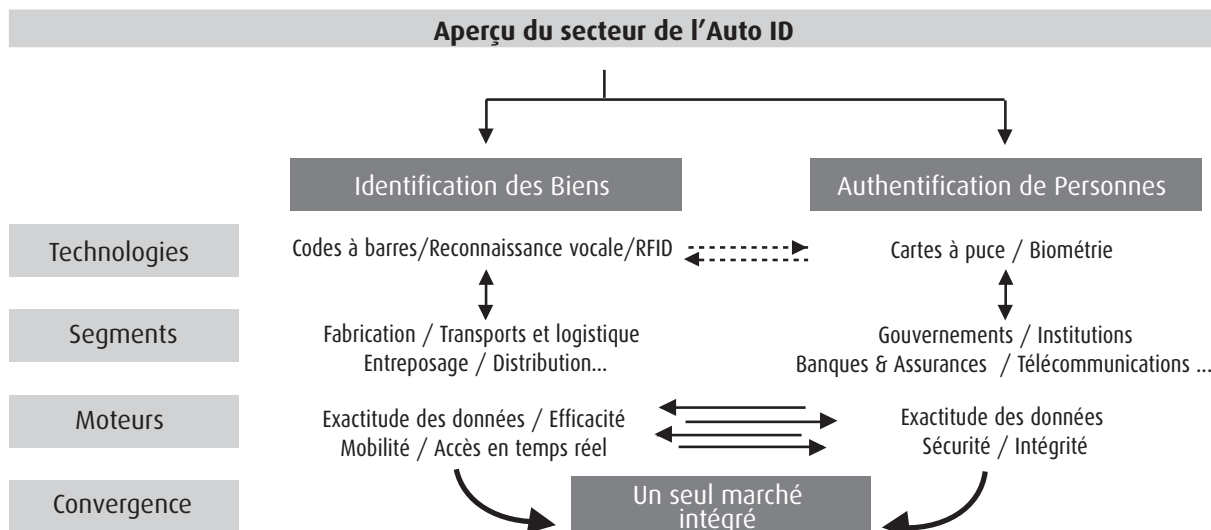 Aperçu du secteur de l'Auto ID
Identification des Biens
Authentification de Personnes
Technologies
Codes à barres/Reconnaissance vocale/RFID
Cartes à puce / Biométrie
Segments
Fabrication / Transports et logistique
Entreposage / Distribution...
Gouvernements / Institutions
Banques & Assurances / Télécommunications ...
Moteurs
Exactitude des données / Efficacité
Mobilité / Accès en temps réel
Exactitude des données
Sécurité / Intégrité
Convergence
Un seul marché
intégré